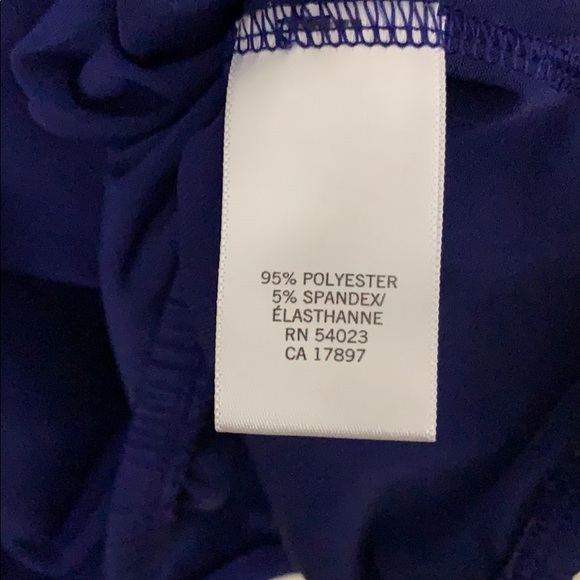 95% POLYESTER
5% SPANDEX/
ÉLASTHANNE
RN 54023
CA 17897